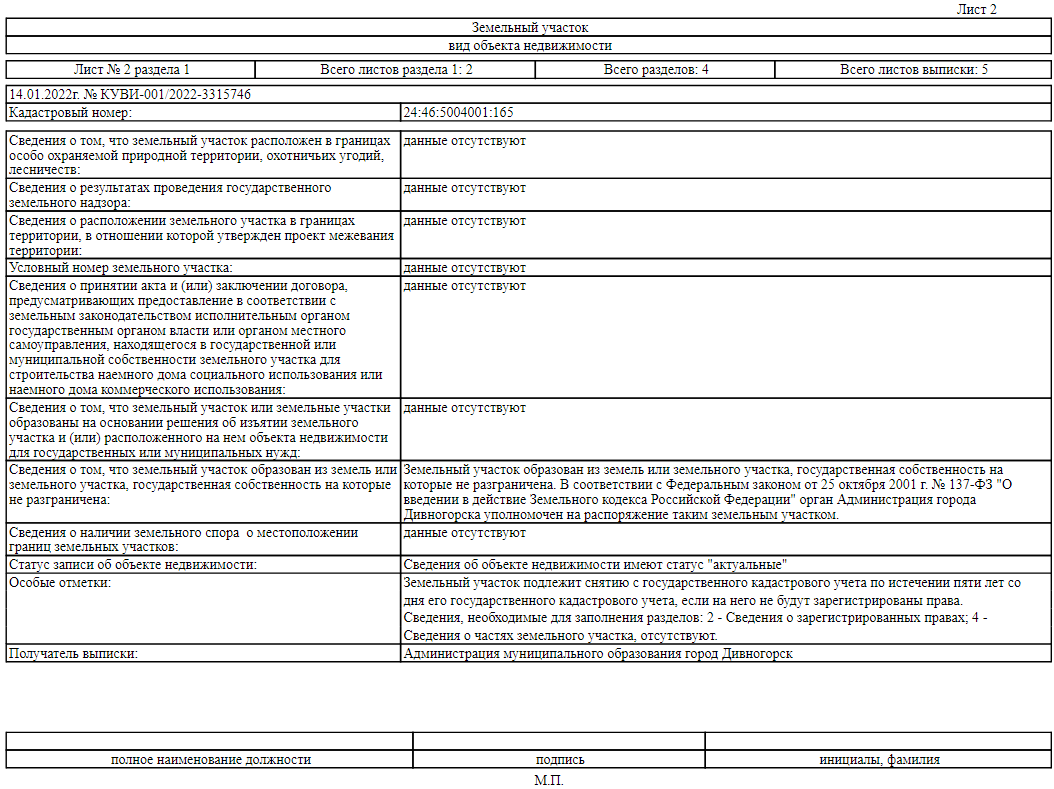 Лист 2
Земельный участок
вид объекта недвижимости
Лист № 2 раздела 1
Всего листов раздела 1: 2
Всего разделов: 4
Всего листов выписки: 5
14.01.2022г. № КУВИ-001/2022-3315746
Кадастровый номер:
24:46:5004001:165
Сведения о том, что земельный участок расположен в границах
особо охраняемой природной территории, охотничьих угодий,
лесничеств:
данные отсутствуют
Сведения о результатах проведения государственного
земельного надзора:
данные отсутствуют
Сведения о расположении земельного участка в границах
территории, в отношении которой утвержден проект межевания
территории:
данные отсутствуют
Условный номер земельного участка:
данные отсутствуют
Сведения о принятии акта и (или) заключении договора,
предусматривающих предоставление в соответствии с
земельным законодательством исполнительным органом
государственным органом власти или органом местного
самоуправления, находящегося в государственной или
муниципальной собственности земельного участка для
строительства наемного дома социального использования или
наемного дома коммерческого использования:
данные отсутствуют
Сведения о том, что земельный участок или земельные участки
образованы на основании решения об изъятии земельного
участка и (или) расположенного на нем объекта недвижимости
для государственных или муниципальных нужд:
данные отсутствуют
Сведения о том, что земельный участок образован из земель или
земельного участка, государственная собственность на которые
не разграничена:
Земельный участок образован из земель или земельного участка, государственная собственность на
которые не разграничена. В соответствии с Федеральным законом от 25 октября 2001 г. № 137-ФЗ "О
введении в действие Земельного кодекса Российской Федерации" орган Администрация города
Дивногорска уполномочен на распоряжение таким земельным участком.
Сведения о наличии земельного спора о местоположении
границ земельных участков:
данные отсутствуют
Статус записи об объекте недвижимости:
Сведения об объекте недвижимости имеют статус "актуальные"
Особые отметки:
Земельный участок подлежит снятию с государственного кадастрового учета по истечении пяти лет со
дня его государственного кадастрового учета, если на него не будут зарегистрированы права.
Сведения, необходимые для заполнения разделов: 2 - Сведения о зарегистрированных правах; 4 -
Сведения о частях земельного участка, отсутствуют.
Получатель выписки:
Администрация муниципального образования город Дивногорск
полное наименование должности
подпись
инициалы, фамилия
М.П.